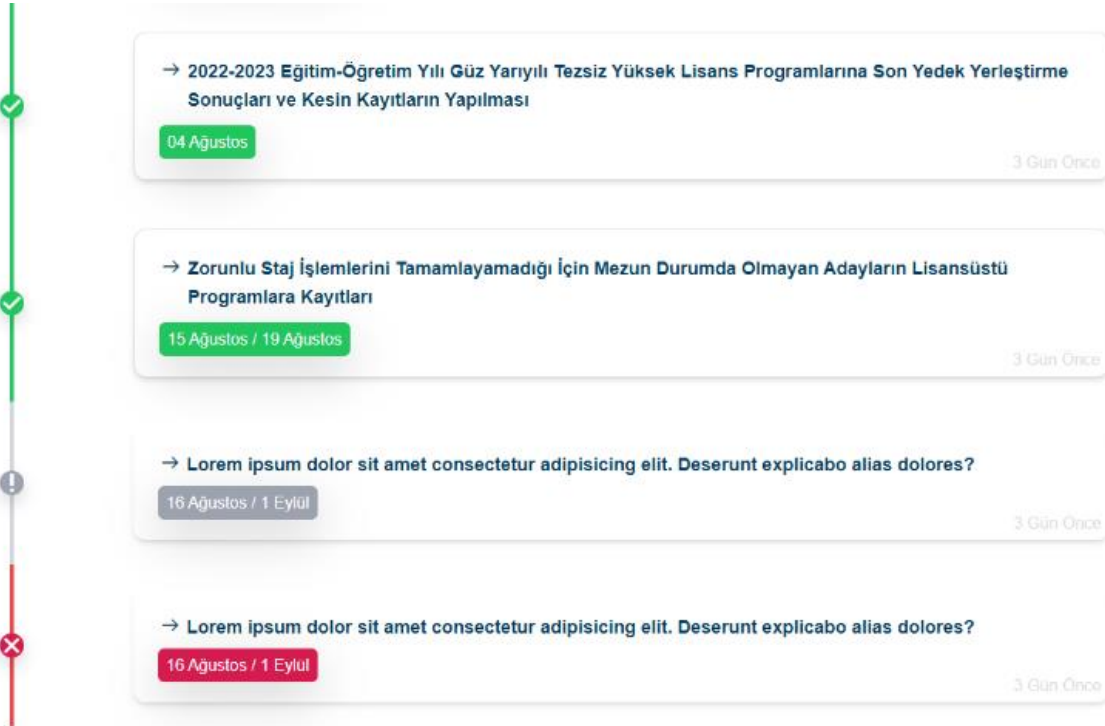 → 2022-2023 Eğitim-Öğretim Yılı Güz Yarıyılı Tezsiz Yüksek Lisans Programlarına Son Yedek Yerleştirme
Sonuçları ve Kesin Kayıtların Yapılması
04 Ağustos
3 Gün Önce
→ Zorunlu Staj İşlemlerini Tamamlayamadığı İçin Mezun Durumda Olmayan Adayların Lisansüstü
Programlara Kayıtları
15 Ağustos / 19 Ağustos
3 Gün Önce
→ Lorem ipsum dolor sit amet consectetur adipisicing elit. Deserunt explicabo alias dolores?
16 Ağustos / 1 Eylül
3 Gün Önce
→ Lorem ipsum dolor sit amet consectetur adipisicing elit. Deserunt explicabo alias dolores?
16 Ağustos / 1 Eylül
3 Gün Önce